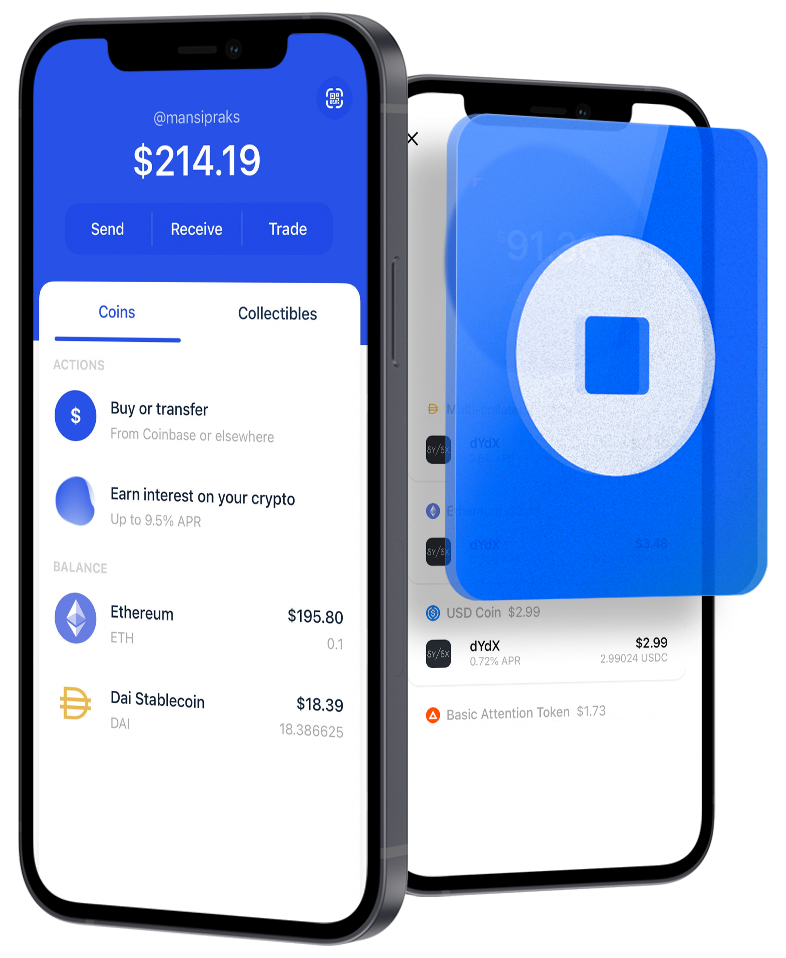 @mansipraks
$214.19
Send Receive Trade
Coins Collectibles
ACTIONS
$
Buy or transfer
From Coinbase or elsewhere
Earn interest on your crypto
Up to 9.5% APR
BALANCE
Ethereum $195.80
ETH 0.1
Dai Stablecoin $18.39
DAI 18.386625
dYdX
dYdX $3.48
USD Coin $2.99
dYdX $2.99
0.72% APR 2.99024 USDC
Basic Attention Token $1.73